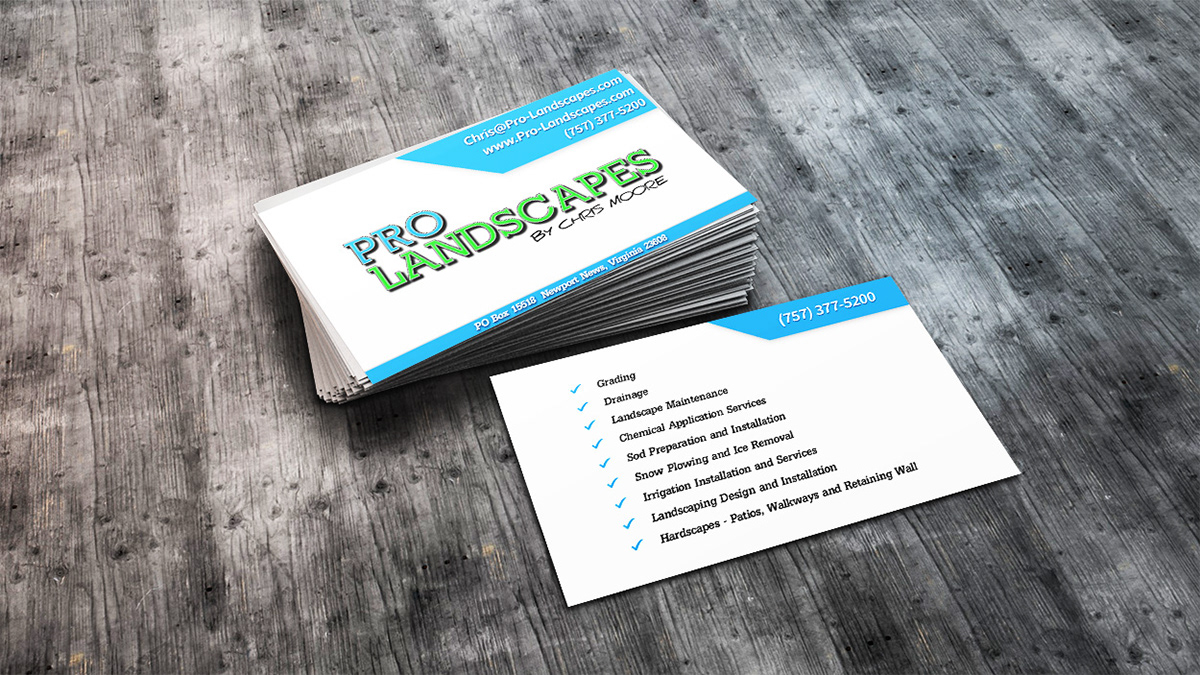 Chris@Pro-Landscapes.com
www.Pro-Landscapes.com
(757) 377-5200
PRO
LANDSCAPES
By CHRIS MOORE
PO Box 15518 Newport News, Virginia 23608
(757) 377-5200
Grading
Drainage
Landscape Maintenance
Chemical Application Services
Sod Preparation and Installation
Snow Plowing and Ice Removal
Irrigation Installation and Services
Landscaping Design and Installation
Hardscapes - Patios, Walkways and Retaining Wall